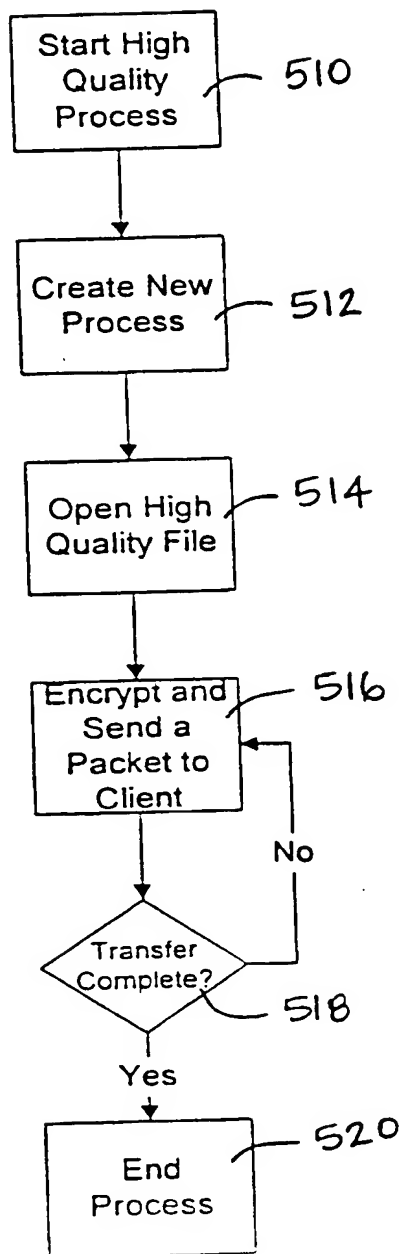 Start High
Quality
Process
510
Create New
Process
512
Open High
Quality File
514
Encrypt and
Send a
Packet to
Client
516
No
Transfer
Complete?
518
Yes
End
Process
520